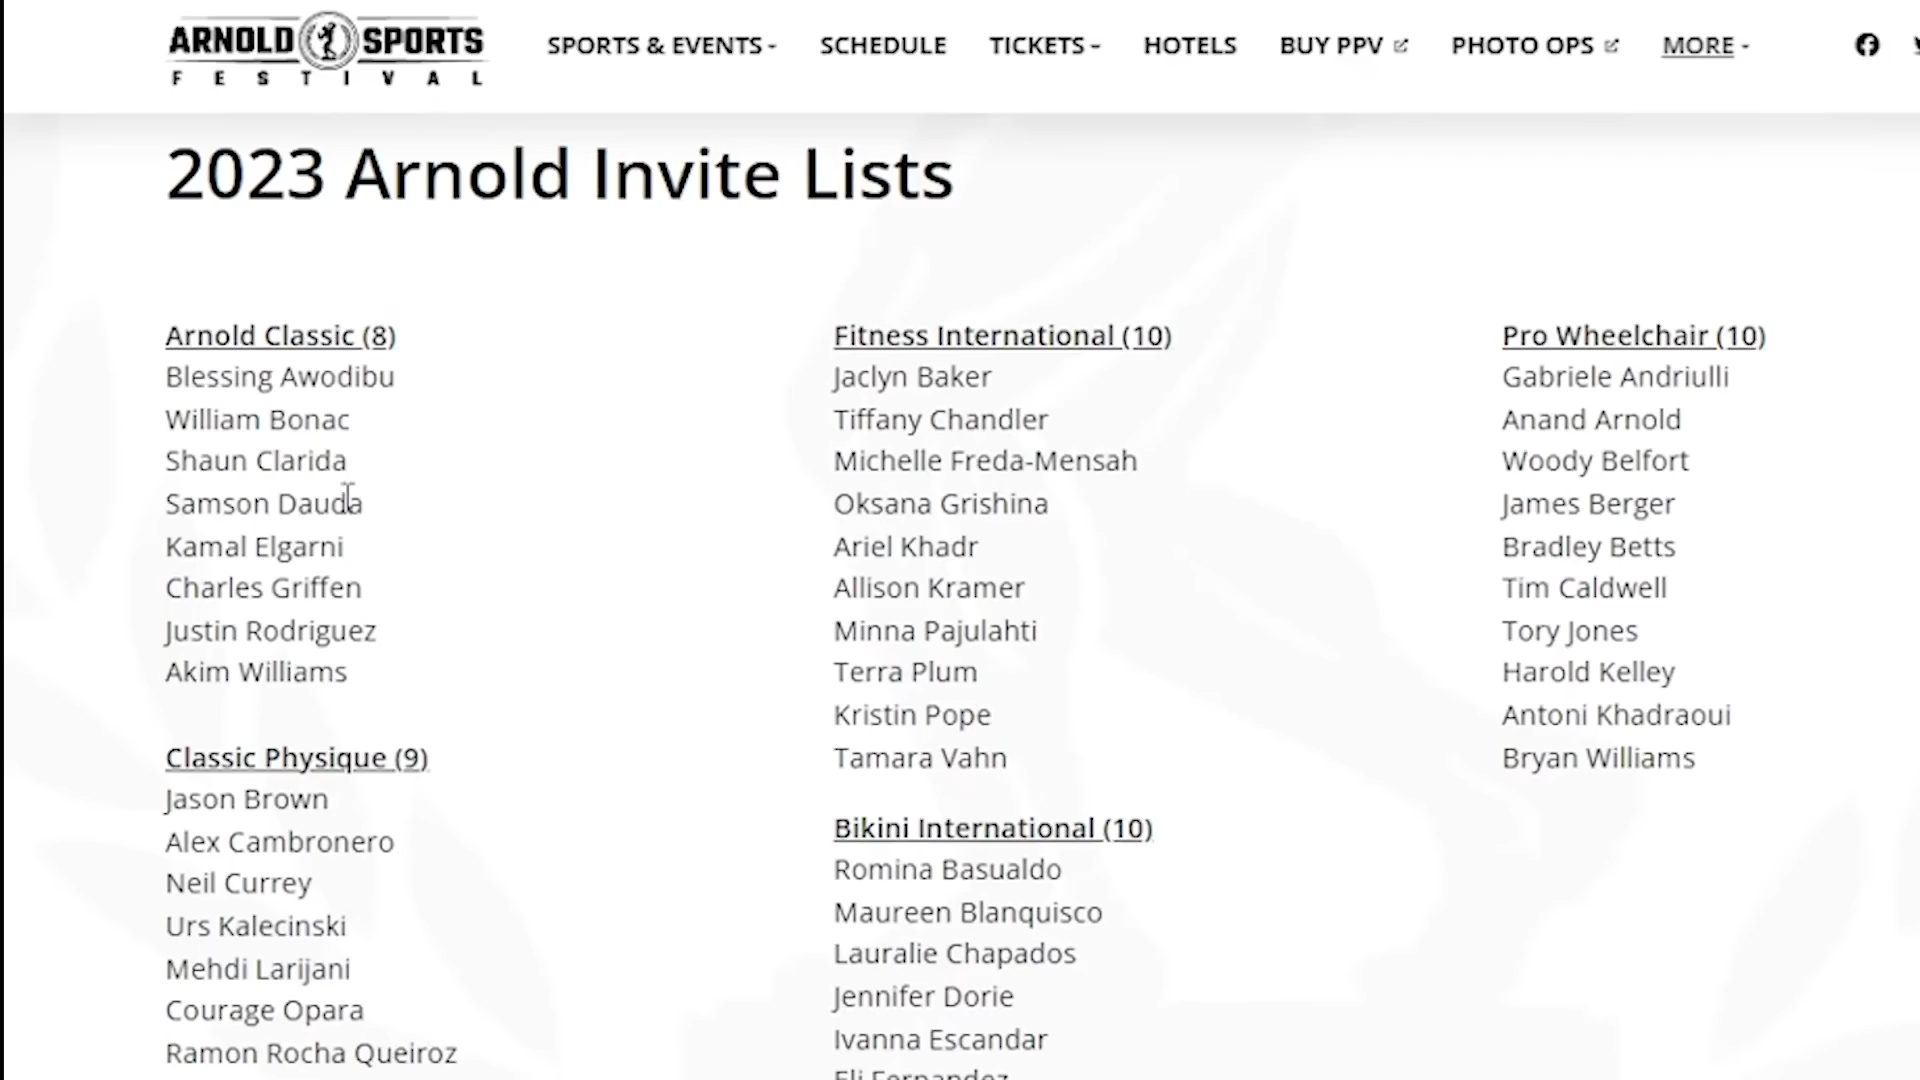 ARNOLD SPORTS
FESTIVAL
SPORTS & EVENTS
SCHEDULE
TICKETS
HOTELS
BUY PPV
PHOTO OPS
MORE
2023 Arnold Invite Lists
Arnold Classic (8)
Blessing Awodibu
William Bonac
Shaun Clarida
Samson Dauda
Kamal Elgarni
Charles Griffen
Justin Rodriguez
Akim Williams
Classic Physique (9)
Jason Brown
Alex Cambronero
Neil Currey
Urs Kalecinski
Mehdi Larijani
Courage Opara
Ramon Rocha Queiroz
Fitness International (10)
Jaclyn Baker
Tiffany Chandler
Michelle Freda-Mensah
Oksana Grishina
Ariel Khadr
Allison Kramer
Minna Pajulahti
Terra Plum
Kristin Pope
Tamara Vahn
Bikini International (10)
Romina Basualdo
Maureen Blanquisco
Lauralie Chapados
Jennifer Dorie
Ivanna Escandar
Eli Fernandez
Pro Wheelchair (10)
Gabriele Andriulli
Anand Arnold
Woody Belfort
James Berger
Bradley Betts
Tim Caldwell
Tory Jones
Harold Kelley
Antoni Khadraoui
Bryan Williams